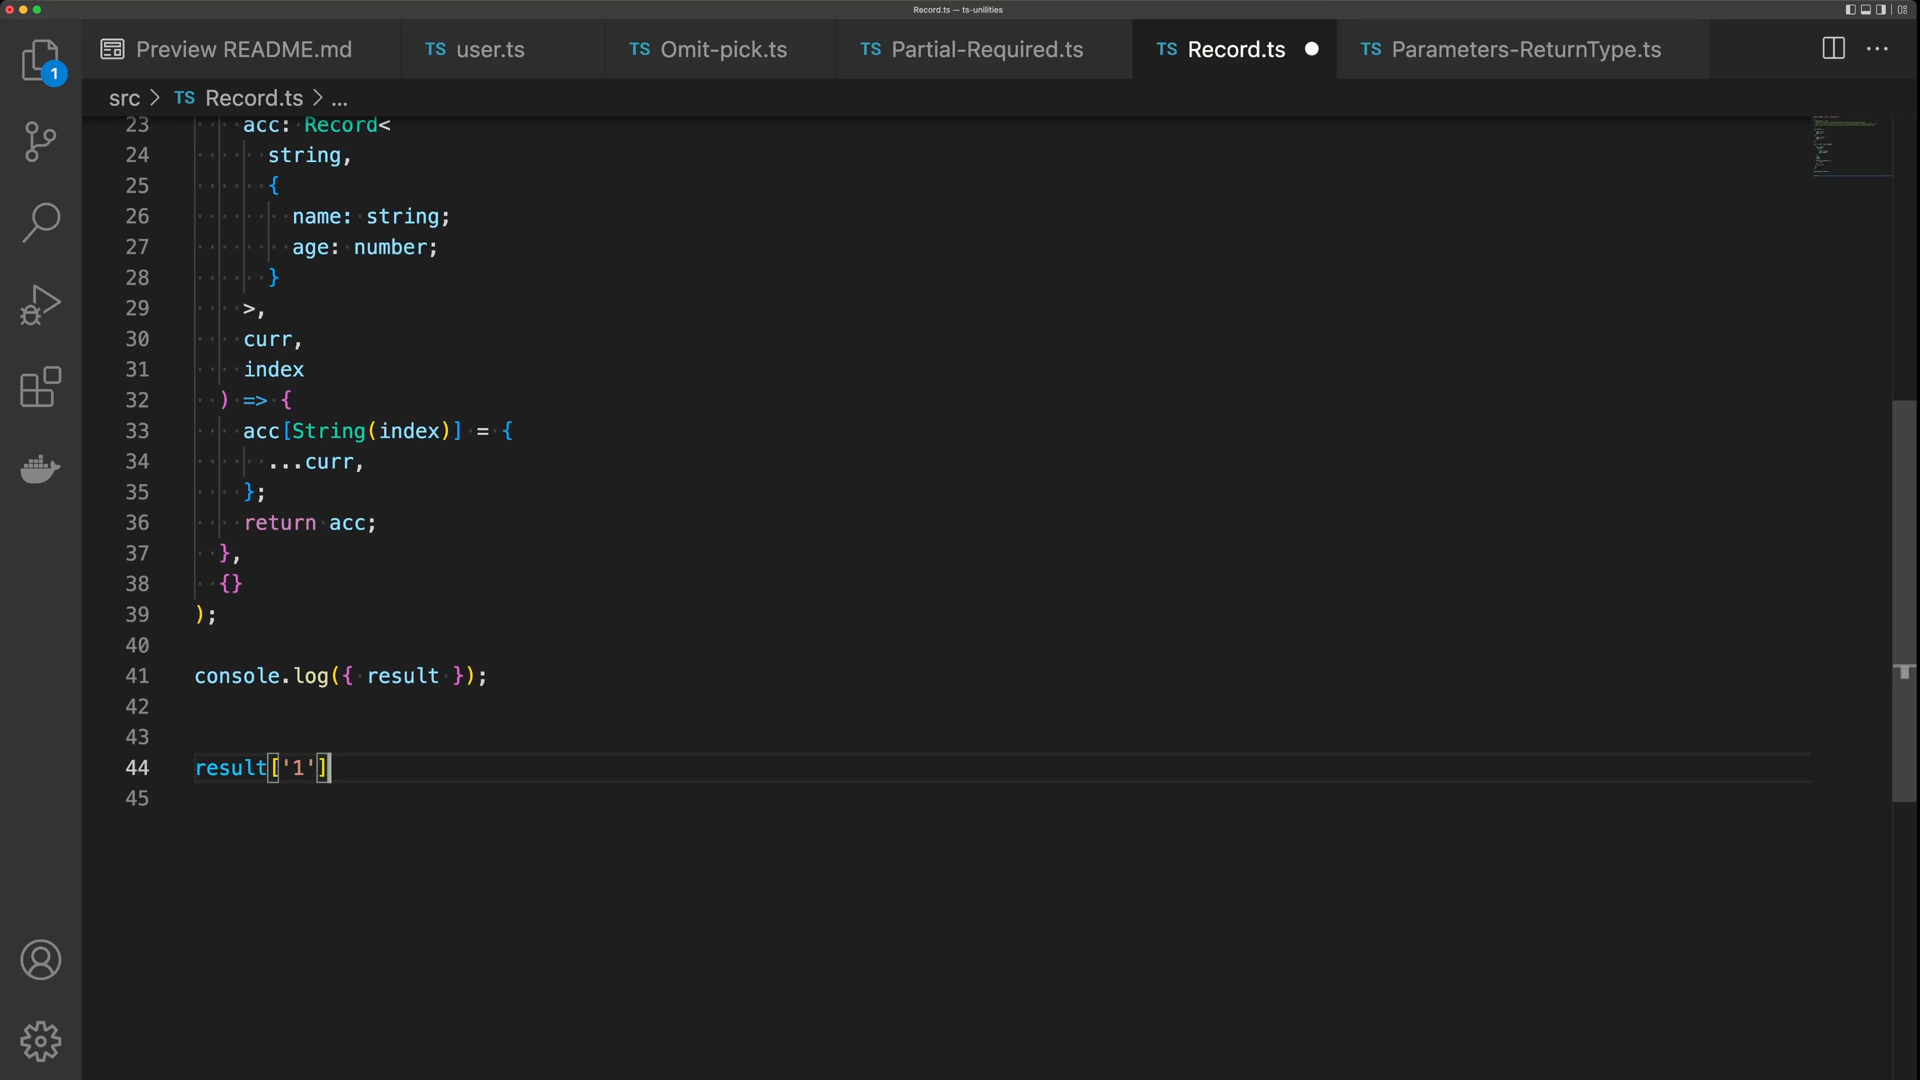 Record.ts — ts-unilities
Preview README.md TS user.ts TS Omit-pick.ts TS Partial-Required.ts TS Record.ts TS Parameters-ReturnType.ts
1
src > TS Record.ts > ...
23 acc: Record<
24 string,
25 {
26 name: string;
27 age: number;
28 }
29 >,
30 curr,
31 index
32 ) => {
33 acc[String(index)] = {
34 ...curr,
35 };
36 return acc;
37 },
38 {}
39 );
40
41 console.log({ result });
42
43
44 result['1']
45